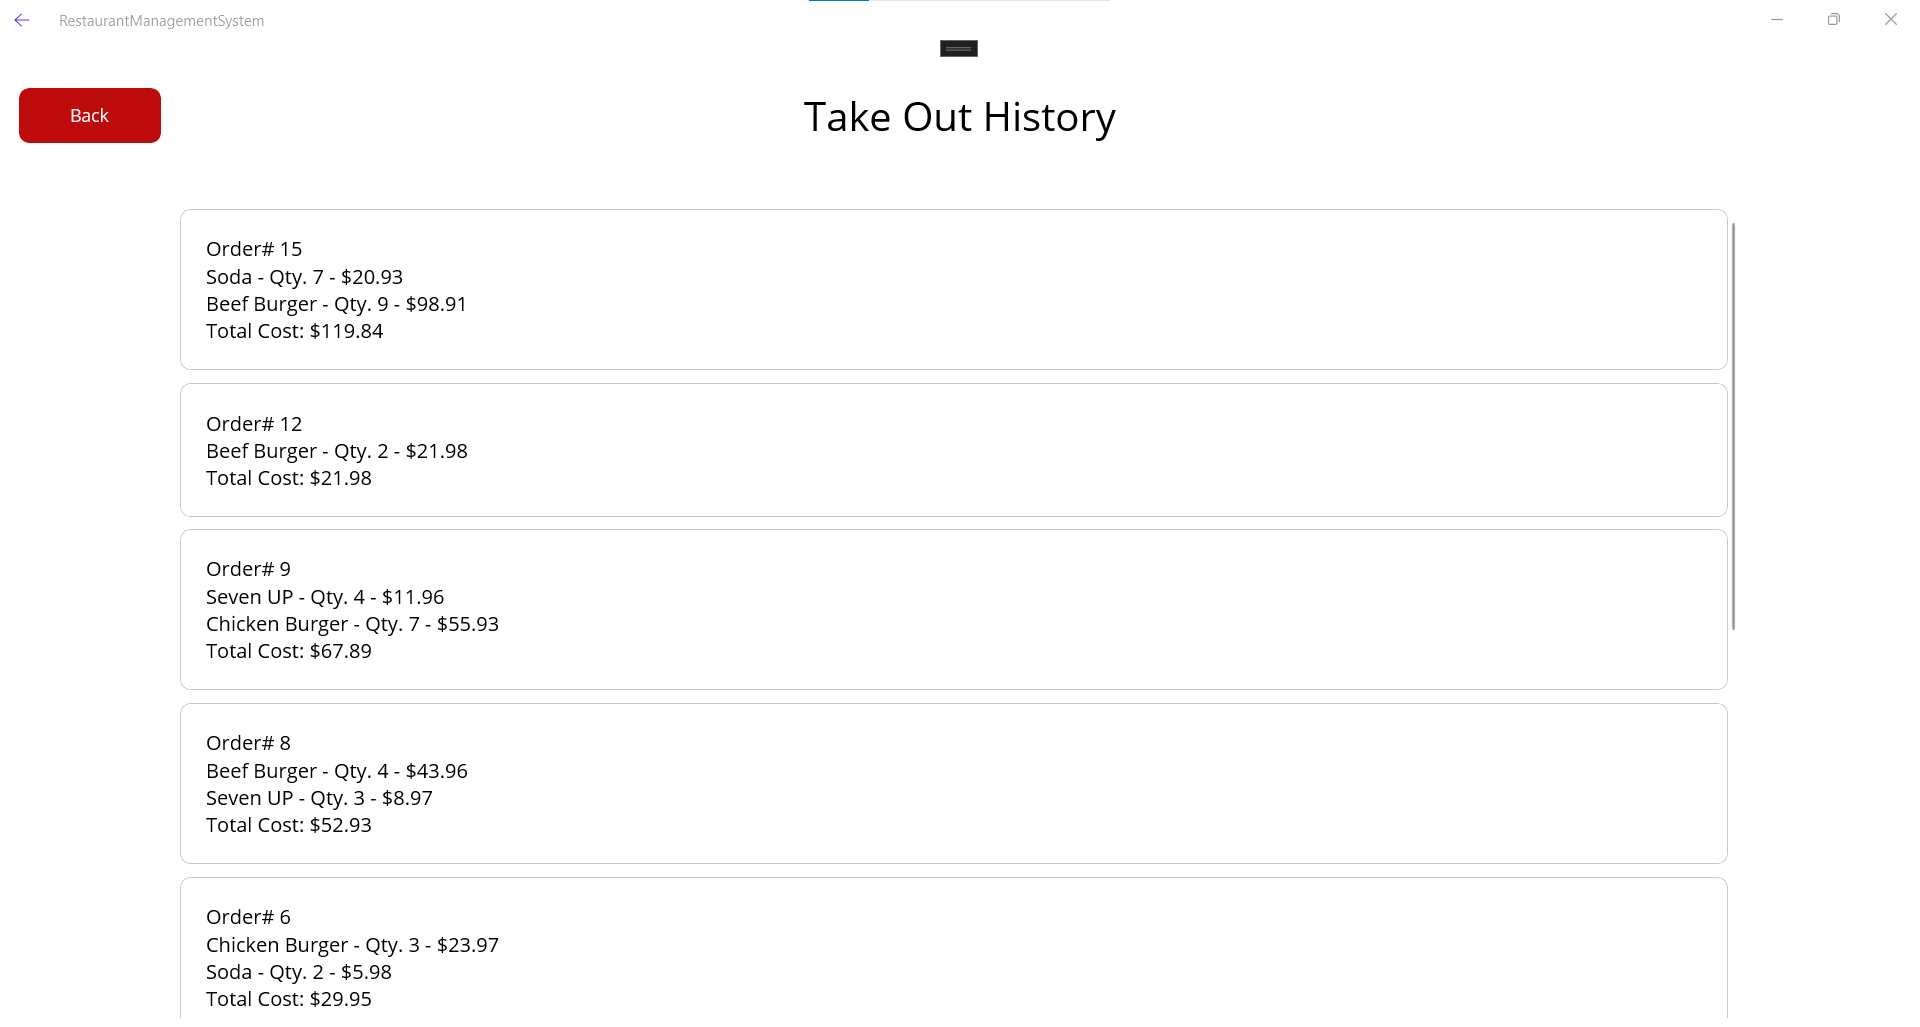 RestaurantManagementSystem
Back
Take Out History
Order# 15
Soda - Qty. 7 - $20.93
Beef Burger - Qty. 9 - $98.91
Total Cost: $119.84
Order# 12
Beef Burger - Qty. 2 - $21.98
Total Cost: $21.98
Order# 9
Seven UP - Qty. 4 - $11.96
Chicken Burger - Qty. 7 - $55.93
Total Cost: $67.89
Order# 8
Beef Burger - Qty. 4 - $43.96
Seven UP - Qty. 3 - $8.97
Total Cost: $52.93
Order# 6
Chicken Burger - Qty. 3 - $23.97
Soda - Qty. 2 - $5.98
Total Cost: $29.95